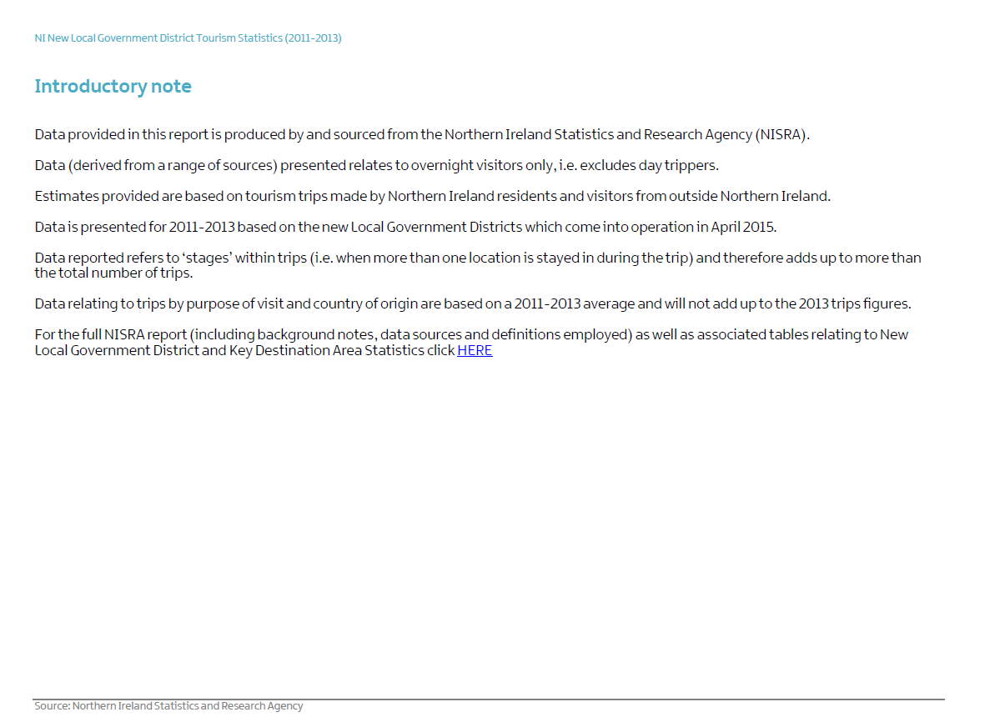 NI New Local Government District Tourism Statistics (2011-2013)
Introductory note
Data provided in this report is produced by and sourced from the Northern Ireland Statistics and Research Agency (NISRA).
Data (derived from a range of sources) presented relates to overnight visitors only, i.e. excludes day trippers.
Estimates provided are based on tourism trips made by Northern Ireland residents and visitors from outside Northern Ireland.
Data is presented for 2011-2013 based on the new Local Government Districts which come into operation in April 2015.
Data reported refers to ‘stages’ within trips (i.e. when more than one location is stayed in during the trip) and therefore adds up to more than
the total number of trips.
Data relating to trips by purpose of visit and country of origin are based on a 2011-2013 average and will not add up to the 2013 trips figures.
For the full NISRA report (including background notes, data sources and definitions employed) as well as associated tables relating to New
Local Government District and Key Destination Area Statistics click HERE
Source: Northern Ireland Statistics and Research Agency